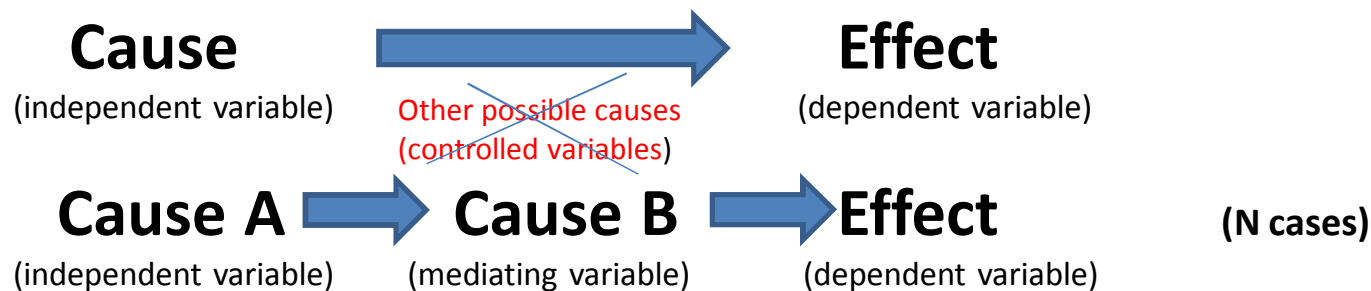 Cause Effect
(independent variable) (dependent variable)
Other possible causes
(controlled variables)
Cause A Cause B Effect (N cases)
(independent variable) (mediating variable) (dependent variable)